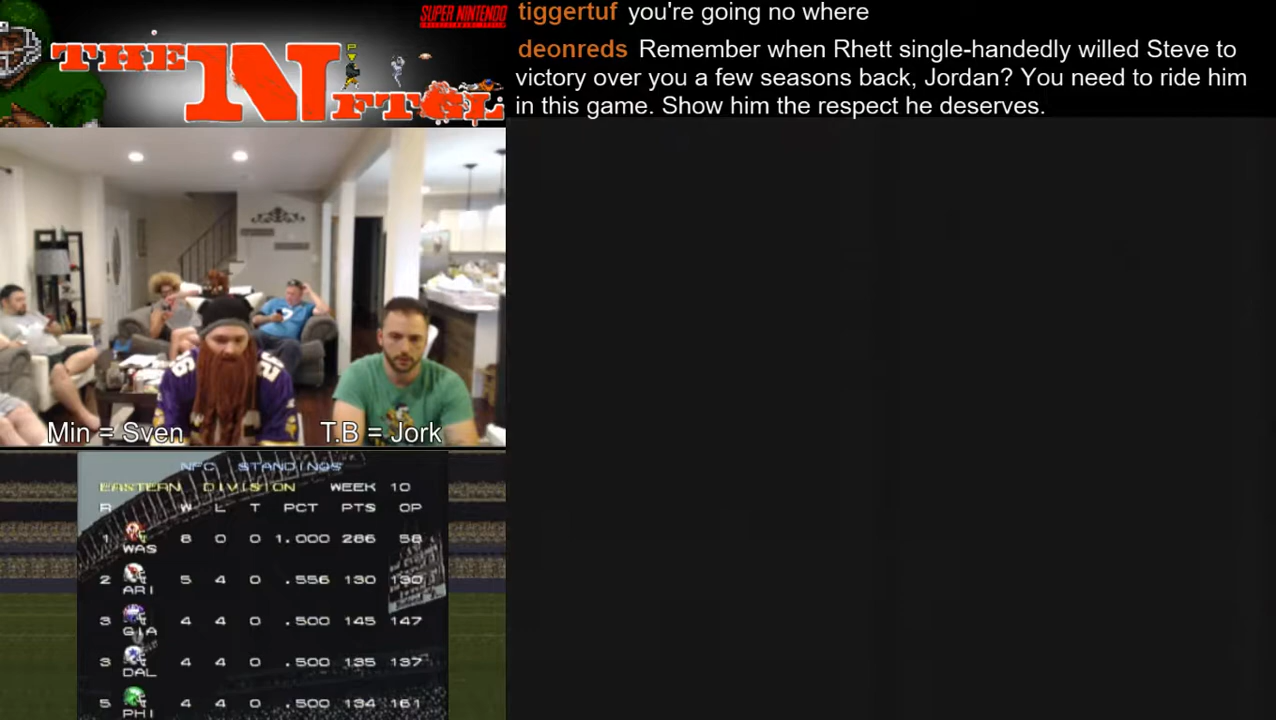 SUPER NINTENDO
THE NFTGL
tiggertuf you're going no where
deonreds Remember when Rhett single-handedly willed Steve to
victory over you a few seasons back, Jordan? You need to ride him
in this game. Show him the respect he deserves.
Min = Sven T.B = Jork
NFC STANDINGS
EASTERN DIVISION WEEK 10
R W L T PCT PTS OP
1 WAS 8 0 0 1.000 286 58
2 ARI 5 4 0 .556 130 130
3 GIA 4 4 0 .500 145 147
3 DAL 4 4 0 .500 135 137
5 PHI 4 4 0 .500 134 161